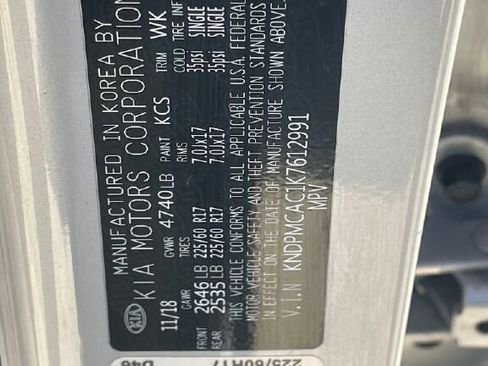 KIA
MANUFACTURED IN KOREA BY
KIA MOTORS CORPORATION
11/18 GVWR 4740LB PAINT KCS TRIM WK
GAWR TIRES RIMS COLD TIRE INF
FRONT 2646LB 225/60 R17 7.0JX17 35psi SINGLE
REAR 2535LB 225/60 R17 7.0JX17 35psi SINGLE
THIS VEHICLE CONFORMS TO ALL APPLICABLE U.S.A. FEDERAL
MOTOR VEHICLE SAFETY AND THEFT PREVENTION STANDARDS
IN EFFECT ON THE DATE OF MANUFACTURE SHOWN ABOVE.
V.I.N KNDPMCAC1K7612991
MPV
225/60R17